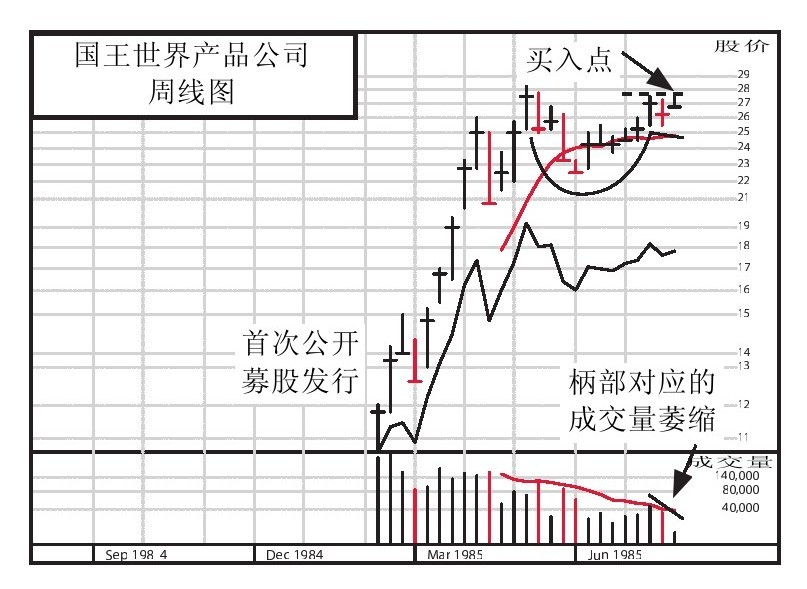 国王世界产品公司
周线图
股价
买入点
29
28
27
26
25
24
23
22
21
19
18
17
16
15
14
13
12
11
首次公开
募股发行
柄部对应的
成交量萎缩
成交量
140,000
80,000
40,000
Sep 198 4
Dec 1984
Mar 1985
Jun 1985